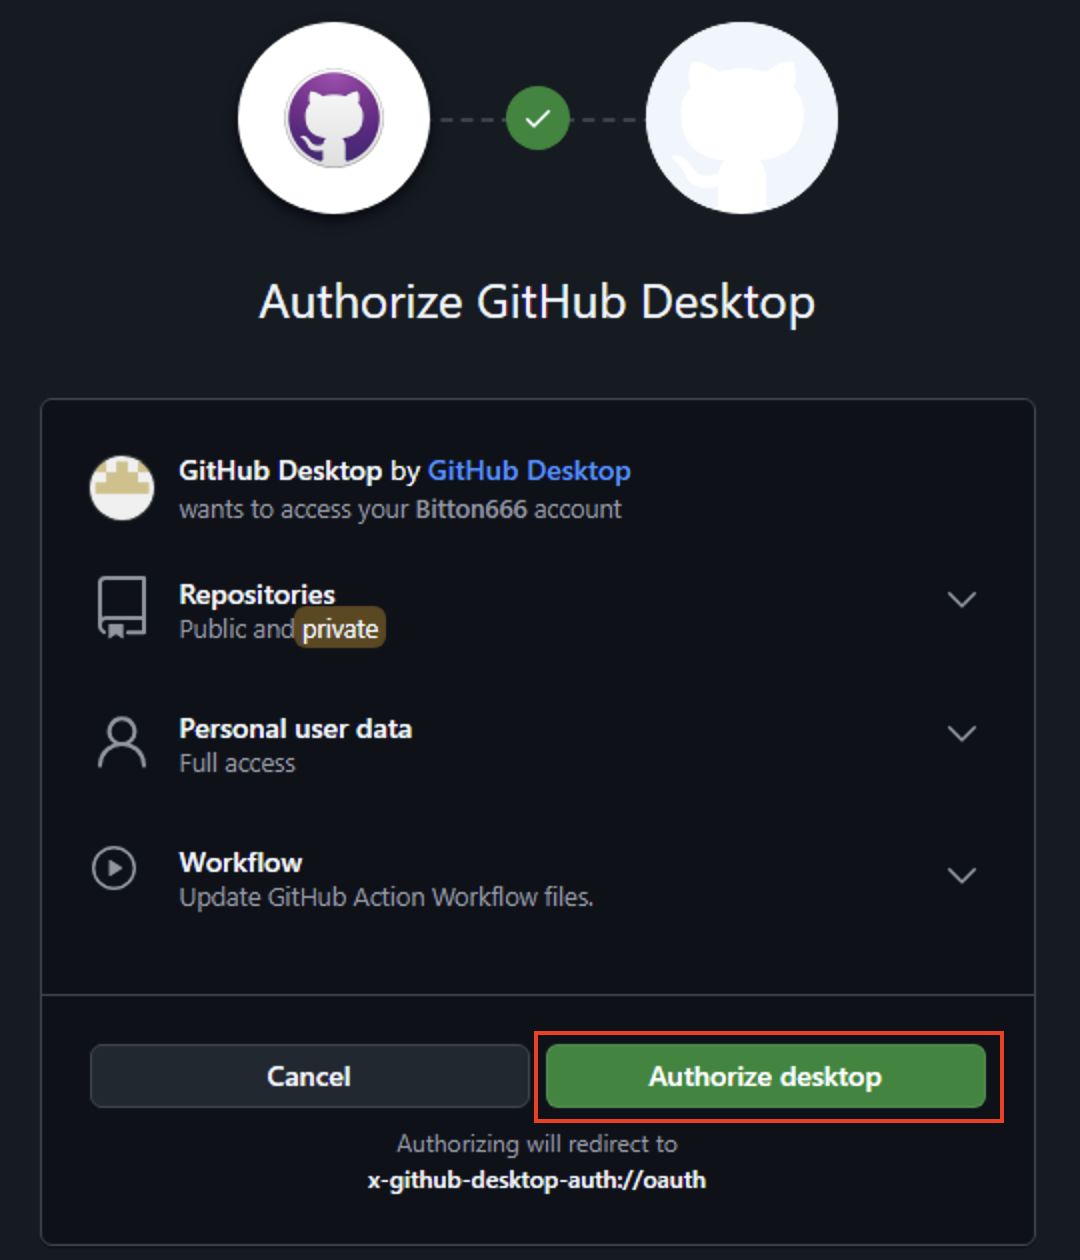 Authorize GitHub Desktop
GitHub Desktop by GitHub Desktop
wants to access your Bitton666 account
Repositories
Public and private
Personal user data
Full access
Workflow
Update GitHub Action Workflow files.
Cancel
Authorize desktop
Authorizing will redirect to
x-github-desktop-auth://oauth